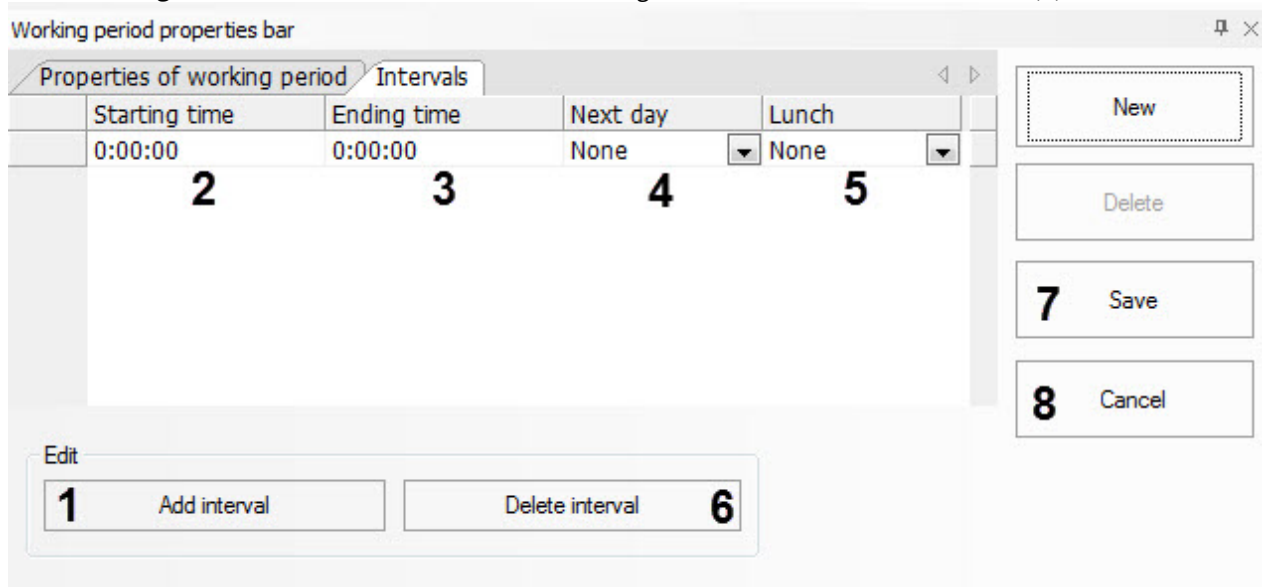 Working period properties bar
Properties of working period Intervals
New
Starting time Ending time Next day Lunch
0:00:00 0:00:00 None None
2 3 4 5
Delete
7 Save
8 Cancel
Edit
1 Add interval Delete interval 6